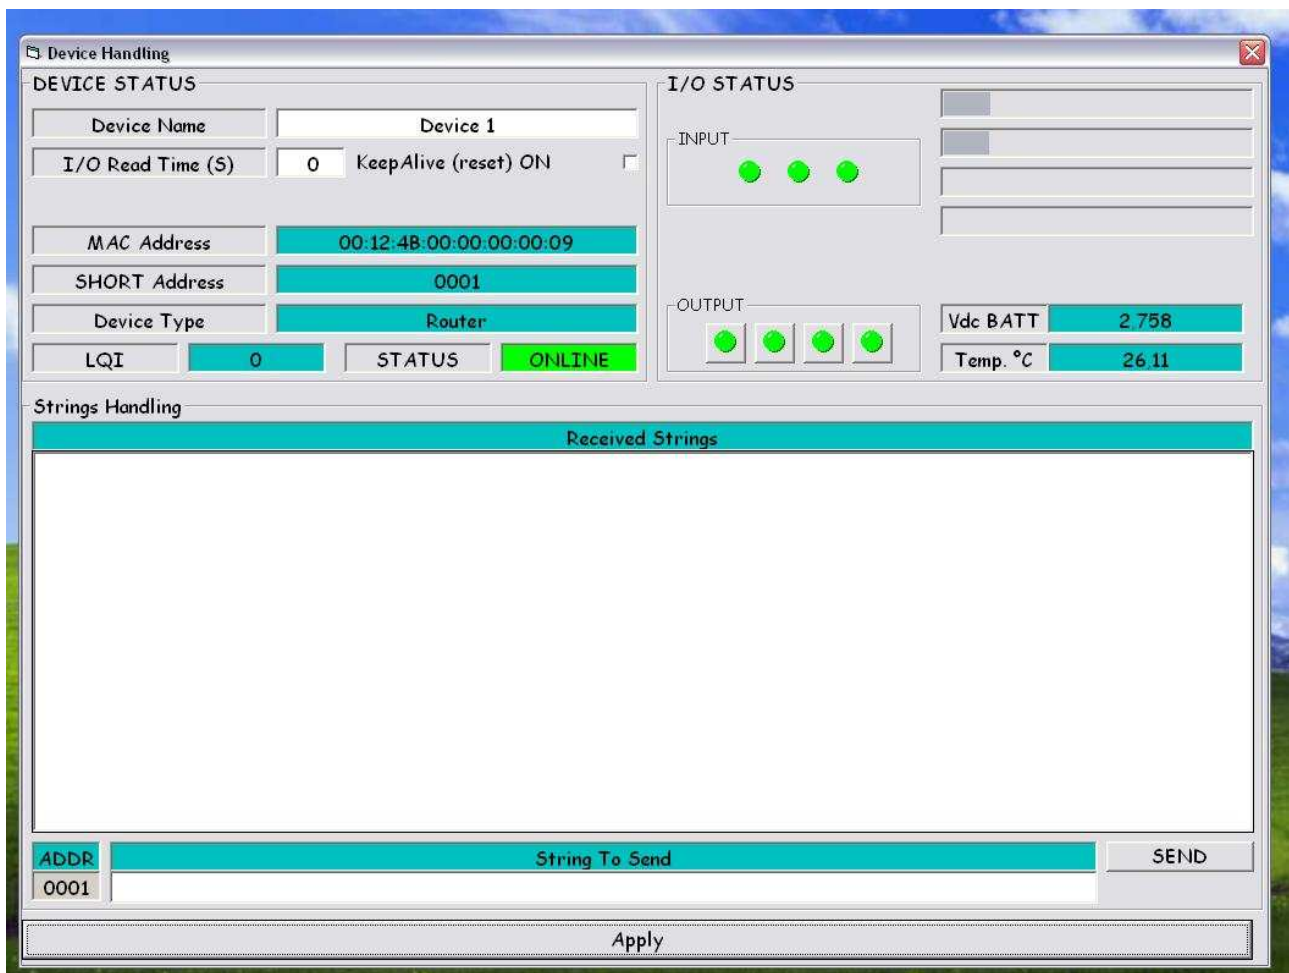 Device Handling
DEVICE STATUS
Device Name Device 1
I/O Read Time (S) 0 KeepAlive (reset) ON
MAC Address 00:12:4B:00:00:00:00:09
SHORT Address 0001
Device Type Router
LQI 0 STATUS ONLINE
I/O STATUS
INPUT
OUTPUT
Vdc BATT 2,758
Temp. °C 26,11
Strings Handling
Received Strings
ADDR String To Send SEND
0001
Apply